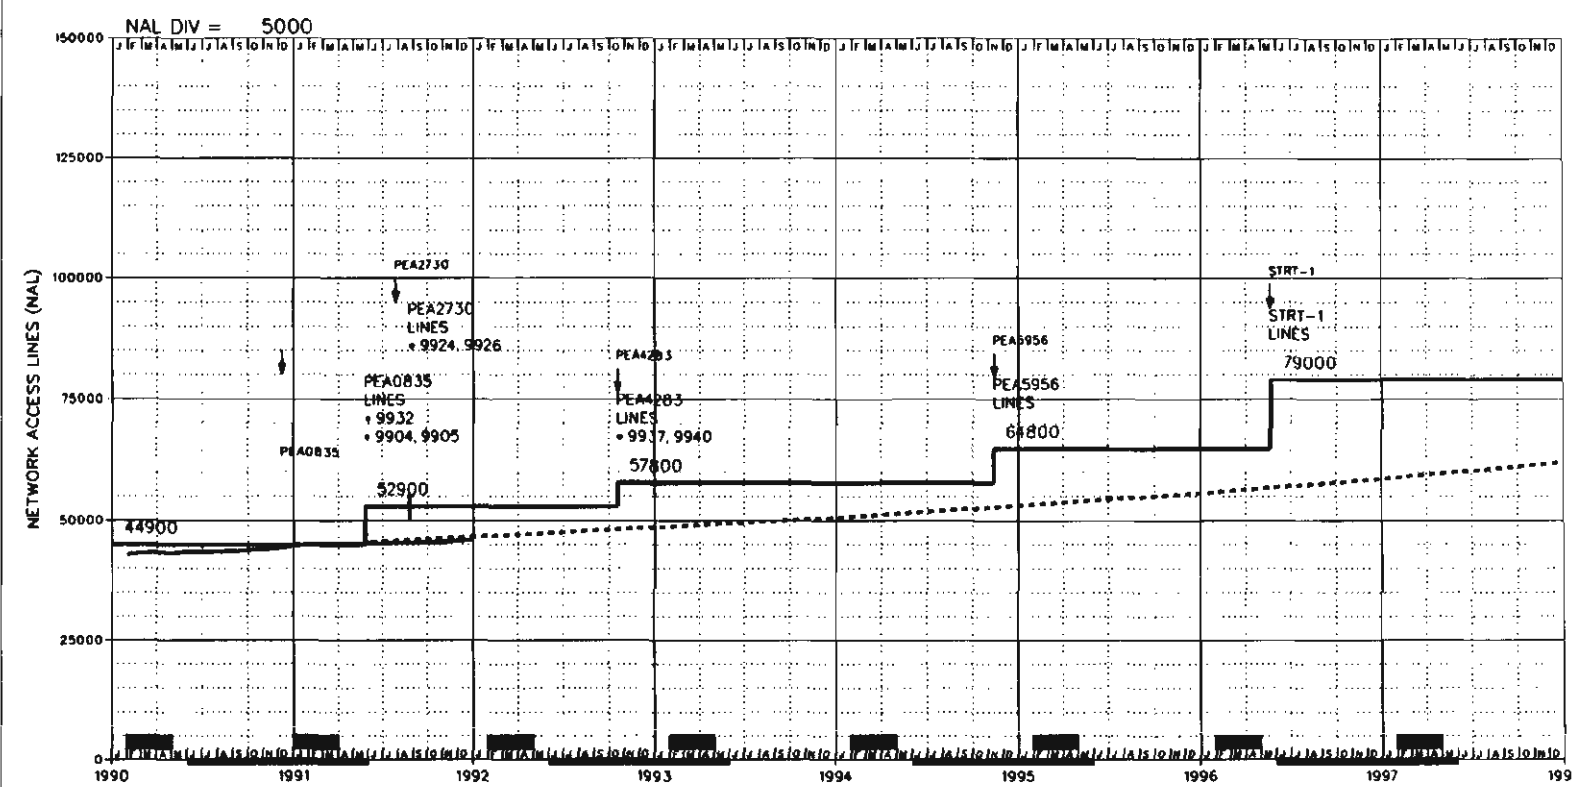 NAL DIV = 5000
150000
J F M A M J J A S O N D J F M A M J J A S O N D J F M A M J J A S O N D J F M A M J J A S O N D J F M A M J J A S O N D J F M A M J J A S O N D J F M A M J J A S O N D J F M A M J J A S O N D
125000
100000
75000
50000
25000
0
NETWORK ACCESS LINES (NAL)
44900
PEA0835
PEA0835
LINES
• 9932
• 9904, 9905
52900
PEA2730
PEA2730
LINES
• 9924, 9926
PEA4283
PEA4283
LINES
• 9937, 9940
57800
PEA5956
PEA5956
LINES
64800
STRT-1
STRT-1
LINES
79000
J F M A M J J A S O N D J F M A M J J A S O N D J F M A M J J A S O N D J F M A M J J A S O N D J F M A M J J A S O N D J F M A M J J A S O N D J F M A M J J A S O N D J F M A M J J A S O N D
1990 1991 1992 1993 1994 1995 1996 1997 199